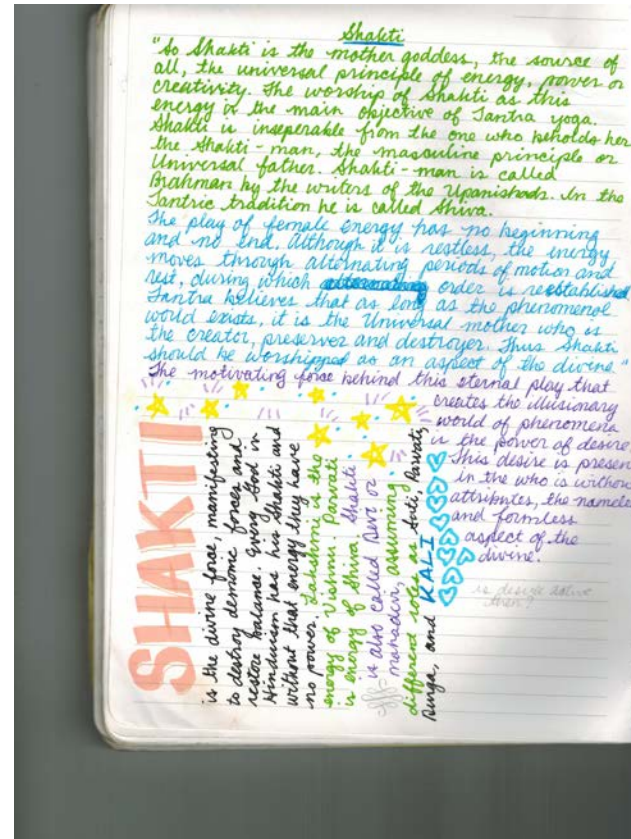 Shakti
"So Shakti is the mother goddess, the source of
all, the universal principle of energy, power or
creativity. The worship of Shakti as this
energy is the main objective of Tantra yoga.
Shakti is inseperable from the one who beholds her
the Shakti-man, the masculine principle or
Universal father. Shakti-man is called
Brahman by the writers of the Upanishads. In the
Tantric tradition he is called Shiva.
The play of female energy has no beginning
and no end. Although it is restless, the energy
moves through alternating periods of motion and
rest, during which order is reestablished
Tantra believes that as long as the phenomenal
world exists, it is the Universal mother who is
the creator, preserver and destroyer. Thus Shakti
should be worshipped as an aspect of the divine."
The motivating force behind this eternal play that
creates the illusionary
world of phenomena
is the power of desire
This desire is presen
in the who is withou
attributes, the namele
and formless
aspect of the
divine.
is desire active
then?
SHAKTI
is the divine force, manifesting
to destroy demonic forces and
restore balance. Every God in
Hinduism has his Shakti and
without that energy they have
no power. Lakshmi is the
energy of Vishnu. Parvati
is energy of Shiva. Shakti
is also called Devi or
mahadevi, assuming
different roles as Sati, Parvati,
Durga, and KALI